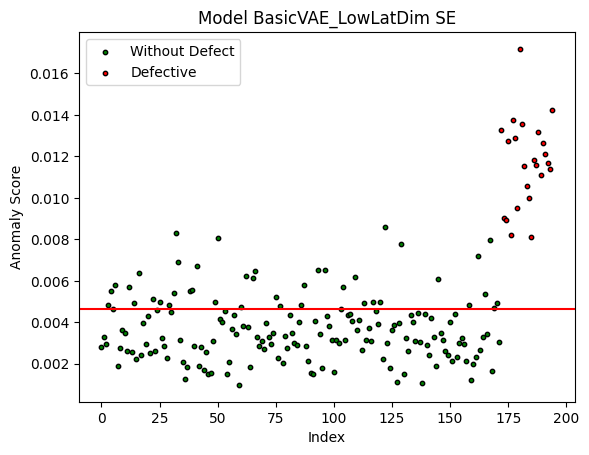 Model BasicVAE_LowLatDim SE
Without Defect
Defective
Anomaly Score
0.016
0.014
0.012
0.010
0.008
0.006
0.004
0.002
0 25 50 75 100 125 150 175 200
Index